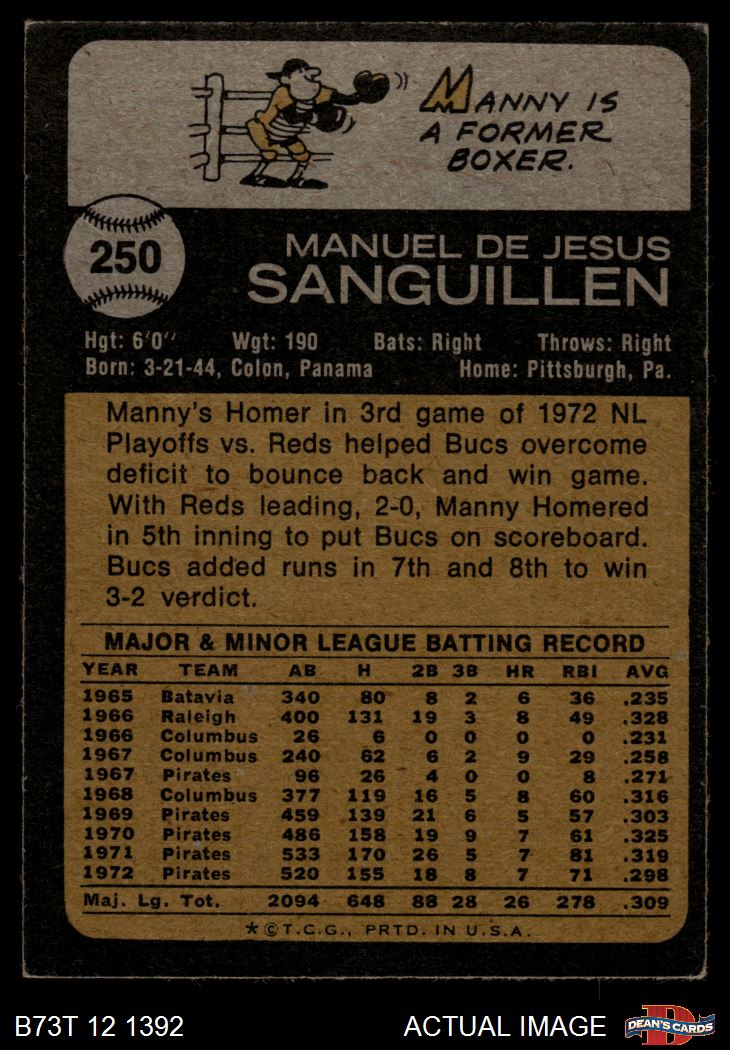 MANNY IS
A FORMER
BOXER.
250
MANUEL DE JESUS
SANGUILLEN
Hgt: 6'0" Wgt: 190 Bats: Right Throws: Right
Born: 3-21-44, Colon, Panama Home: Pittsburgh, Pa.
Manny's Homer in 3rd game of 1972 NL
Playoffs vs. Reds helped Bucs overcome
deficit to bounce back and win game.
With Reds leading, 2-0, Manny Homered
in 5th inning to put Bucs on scoreboard.
Bucs added runs in 7th and 8th to win
3-2 verdict.
MAJOR & MINOR LEAGUE BATTING RECORD
YEAR TEAM AB H 2B 3B HR RBI AVG
1965 Batavia 340 80 8 2 6 36 .235
1966 Raleigh 400 131 19 3 8 49 .328
1966 Columbus 26 6 0 0 0 0 .231
1967 Columbus 240 62 6 2 9 29 .258
1967 Pirates 96 26 4 0 0 8 .271
1968 Columbus 377 119 16 5 8 60 .316
1969 Pirates 459 139 21 6 5 57 .303
1970 Pirates 486 158 19 9 7 61 .325
1971 Pirates 533 170 26 5 7 81 .319
1972 Pirates 520 155 18 8 7 71 .298
Maj. Lg. Tot. 2094 648 88 28 26 278 .309
*©T.C.G., PRTD. IN U.S.A.
B73T 12 1392 ACTUAL IMAGE D DEAN'S CARDS